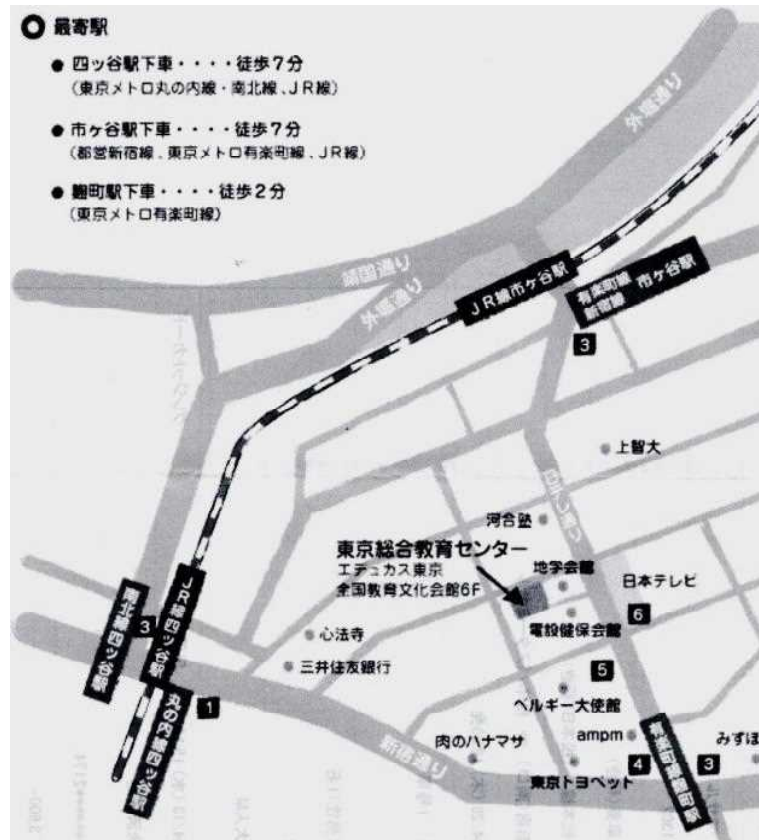 最寄駅
● 四ッ谷駅下車・・・・徒歩7分
(東京メトロ丸の内線・南北線、JR線)
● 市ヶ谷駅下車・・・・徒歩7分
(都営新宿線、東京メトロ有楽町線、JR線)
● 麹町駅下車・・・・徒歩2分
(東京メトロ有楽町線)
外堀通り
靖国通り
外堀通り
JR線市ヶ谷駅
有楽町線
新宿線
市ヶ谷駅
3
上智大
日テレ通り
河合塾
東京総合教育センター
エデュカス東京
全国教育文化会館6F
地学会館
日本テレビ
電設健保会館
6
南北線四ッ谷駅
3
JR線四ッ谷駅
丸の内線四ッ谷駅
1
心法寺
三井住友銀行
5
ベルギー大使館
新宿通り
肉のハナマサ
ampm
東京トヨペット
4
有楽町線麹町駅
3
みずほ